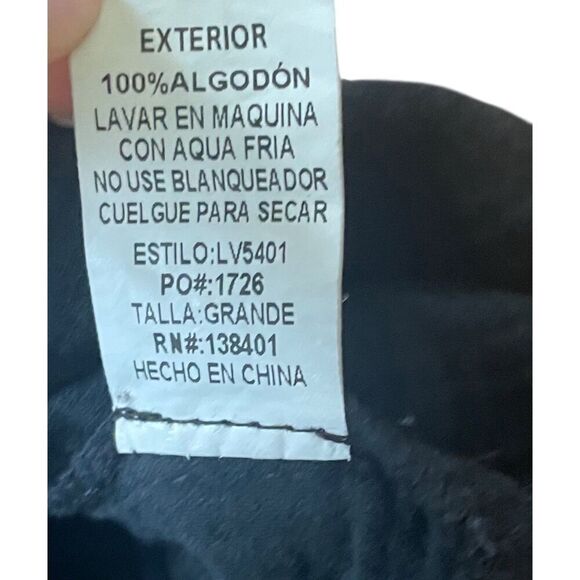 EXTERIOR
100%ALGODÓN
LAVAR EN MAQUINA
CON AQUA FRIA
NO USE BLANQUEADOR
CUELGUE PARA SECAR
ESTILO:LV5401
PO#:1726
TALLA:GRANDE
RN#:138401
HECHO EN CHINA